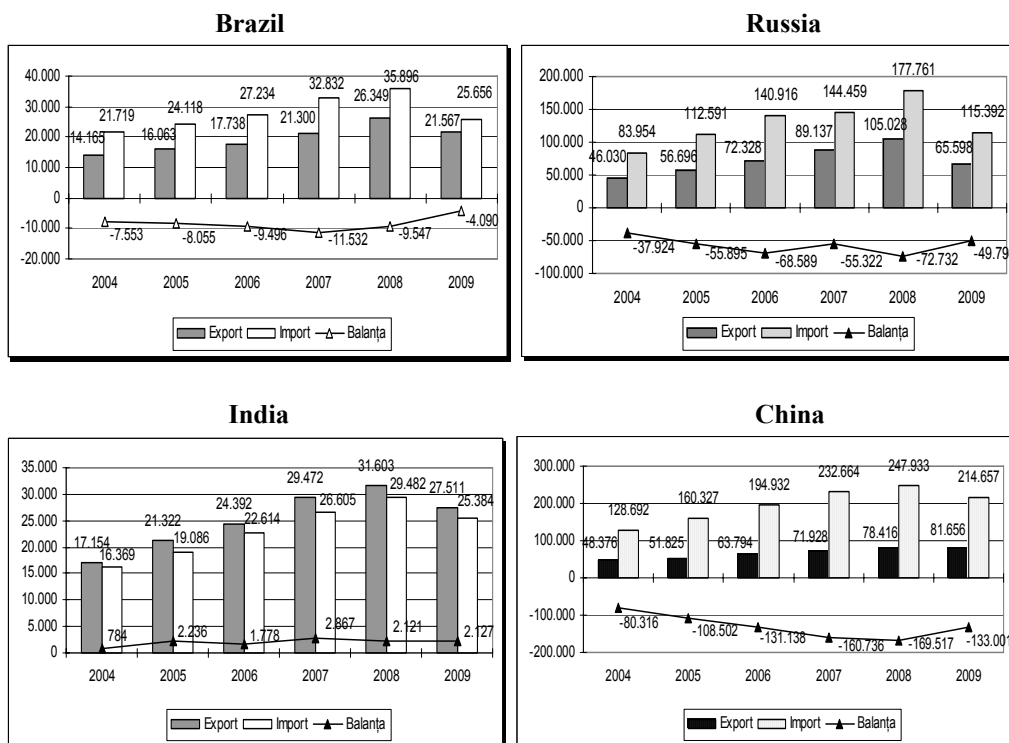 Brazil
40.000
30.000
20.000
10.000
0
-10.000
-20.000
14.165 21.719 16.063 24.118 17.738 27.234 21.300 32.832 26.349 35.896 21.567 25.656
-7.553 -8.055 -9.496 -11.532 -9.547 -4.090
2004 2005 2006 2007 2008 2009
Export Import Balanța
Russia
200.000
150.000
100.000
50.000
0
-50.000
-100.000
46.030 83.954 56.696 112.591 72.328 140.916 89.137 144.459 105.028 177.761 65.598 115.392
-37.924 -55.895 -68.589 -55.322 -72.732 -49.79
2004 2005 2006 2007 2008 2009
Export Import Balanța
India
35.000
30.000
25.000
20.000
15.000
10.000
5.000
0
17.154 16.369 21.322 19.086 24.392 22.614 29.472 26.605 31.603 29.482 27.511 25.384
784 2.236 1.778 2.867 2.121 2.127
2004 2005 2006 2007 2008 2009
Export Import Balanța
China
300.000
200.000
100.000
0
-100.000
-200.000
48.376 128.692 51.825 160.327 63.794 194.932 71.928 232.664 78.416 247.933 81.656 214.657
-80.316 -108.502 -131.138 -160.736 -169.517 -133.001
2004 2005 2006 2007 2008 2009
Export Import Balanța